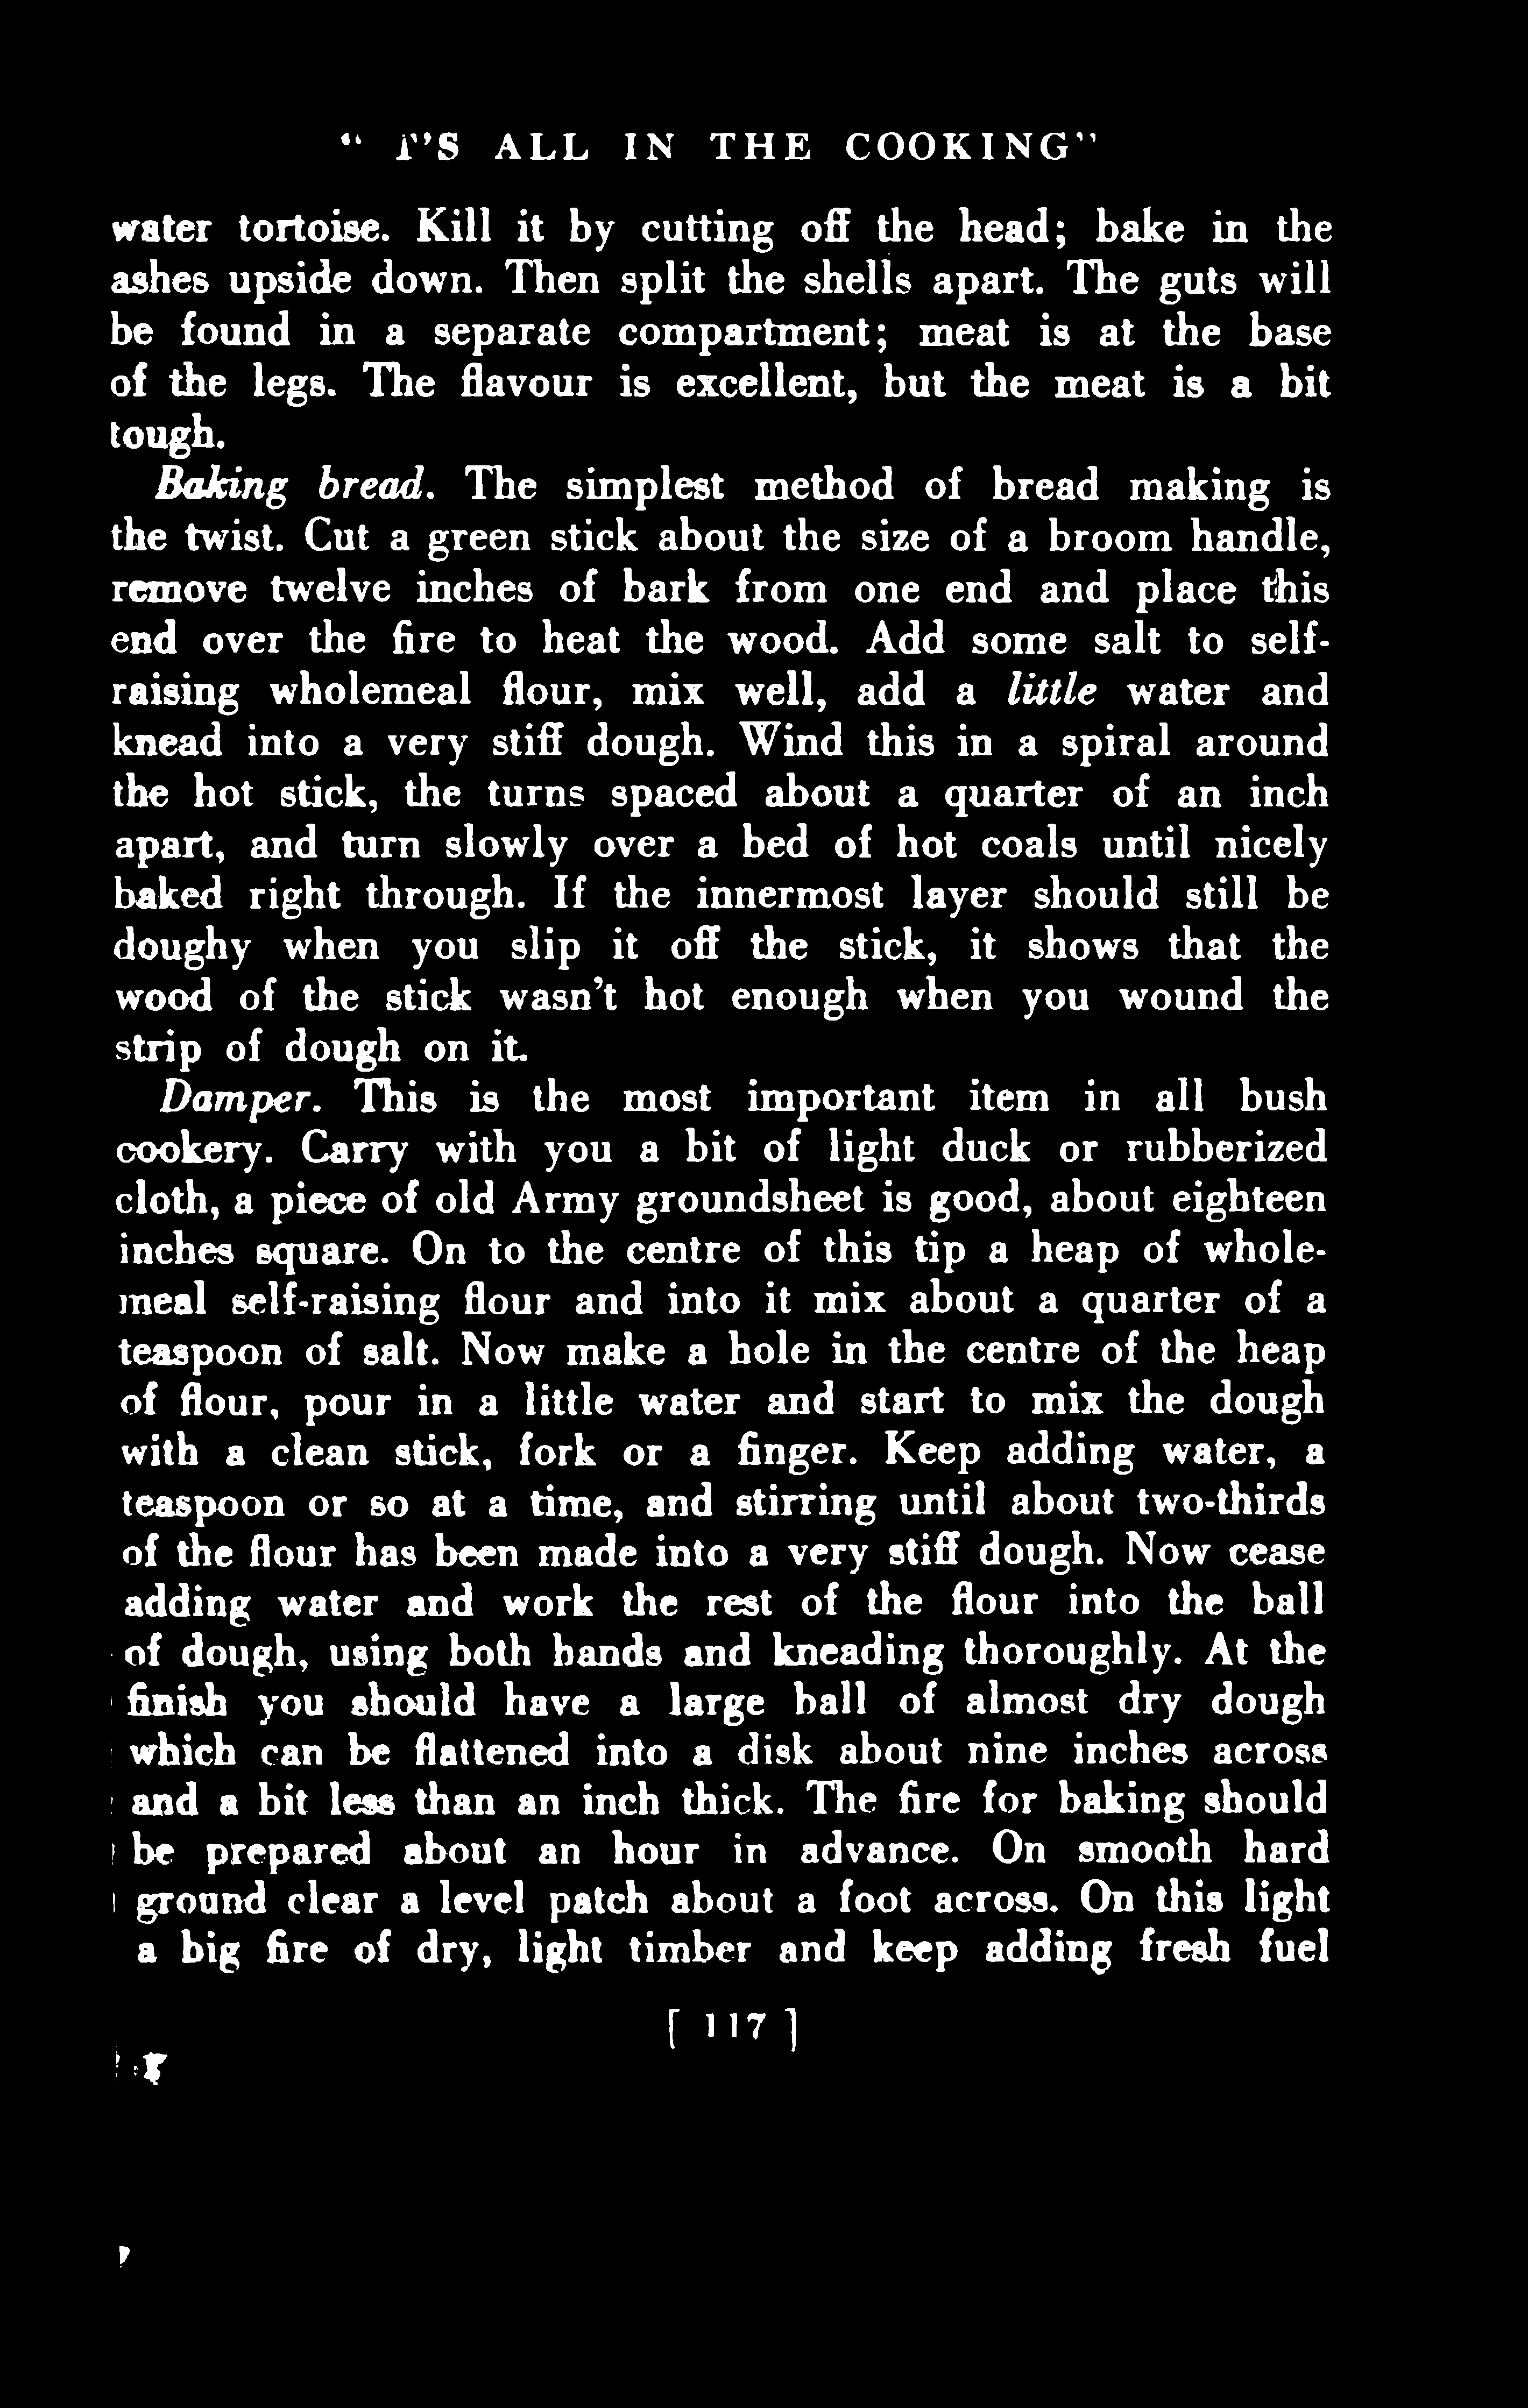 " I'S ALL IN THE COOKING"
water tortoise. Kill it by cutting off the head; bake in the
ashes upside down. Then split the shells apart. The guts will
be found in a separate compartment; meat is at the base
of the legs. The flavour is excellent, but the meat is a bit
tough.
Baking bread. The simplest method of bread making is
the twist. Cut a green stick about the size of a broom handle,
remove twelve inches of bark from one end and place this
end over the fire to heat the wood. Add some salt to self-
raising wholemeal flour, mix well, add a little water and
knead into a very stiff dough. Wind this in a spiral around
the hot stick, the turns spaced about a quarter of an inch
apart, and turn slowly over a bed of hot coals until nicely
baked right through. If the innermost layer should still be
doughy when you slip it off the stick, it shows that the
wood of the stick wasn't hot enough when you wound the
strip of dough on it.
Damper. This is the most important item in all bush
cookery. Carry with you a bit of light duck or rubberized
cloth, a piece of old Army groundsheet is good, about eighteen
inches square. On to the centre of this tip a heap of whole-
meal self-raising flour and into it mix about a quarter of a
teaspoon of salt. Now make a hole in the centre of the heap
of flour, pour in a little water and start to mix the dough
with a clean stick, fork or a finger. Keep adding water, a
teaspoon or so at a time, and stirring until about two-thirds
of the flour has been made into a very stiff dough. Now cease
adding water and work the rest of the flour into the ball
of dough, using both hands and kneading thoroughly. At the
finish you should have a large ball of almost dry dough
which can be flattened into a disk about nine inches across
and a bit less than an inch thick. The fire for baking should
be prepared about an hour in advance. On smooth hard
ground clear a level patch about a foot across. On this light
a big fire of dry, light timber and keep adding fresh fuel
[ 117 ]